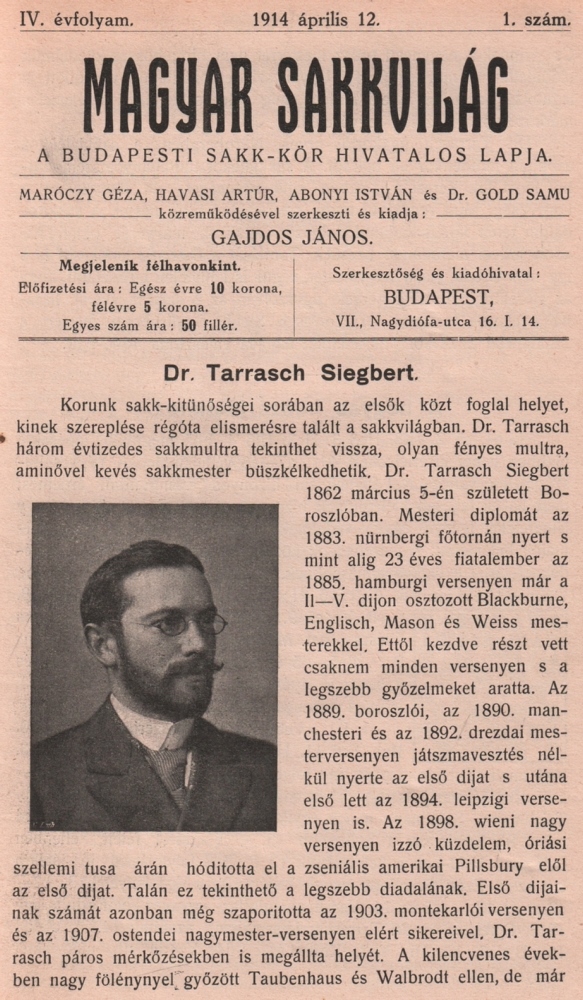 IV. évfolyam. 1914 április 12. 1. szám.
MAGYAR SAKKVILÁG
A BUDAPESTI SAKK-KÖR HIVATALOS LAPJA.
MARÓCZY GÉZA, HAVASI ARTÚR, ABONYI ISTVÁN és Dr. GOLD SAMU
közreműködésével szerkeszti és kiadja:
GAJDOS JÁNOS.
Megjelenik félhavonkint.
Előfizetési ára: Egész évre 10 korona,
félévre 5 korona.
Egyes szám ára: 50 fillér.
Szerkesztőség és kiadóhivatal:
BUDAPEST,
VII., Nagydiófa-utca 16. I. 14.
Dr. Tarrasch Siegbert.
Korunk sakk-kitünőségei sorában az elsők közt foglal helyet,
kinek szereplése régóta elismerésre talált a sakkvilágban. Dr. Tarrasch
három évtizedes sakkmultra tekinthet vissza, olyan fényes multra,
aminővel kevés sakkmester büszkélkedhetik. Dr. Tarrasch Siegbert
1862 március 5-én született Bo-
roszlóban. Mesteri diplomát az
1883. nürnbergi főtornán nyert s
mint alig 23 éves fiatalember az
1885. hamburgi versenyen már a
II—V. dijon osztozott Blackburne,
Englisch, Mason és Weiss mes-
terekkel. Ettől kezdve részt vett
csaknem minden versenyen s a
legszebb győzelmeket aratta. Az
1889. boroszlói, az 1890. man-
chesteri és az 1892. drezdai mes-
terversenyen játszmavesztés nél-
kül nyerte az első dijat s utána
első lett az 1894. leipzigi verse-
nyen is. Az 1898. wieni nagy
versenyen izzó küzdelem, óriási
szellemi tusa árán hóditotta el a zseniális amerikai Pillsbury elől
az első dijat. Talán ez tekinthető a legszebb diadalának. Első dijai-
nak számát azonban még szaporitotta az 1903. montekarlói versenyen
és az 1907. ostendei nagymester-versenyen elért sikereivel. Dr. Tar-
rasch páros mérkőzésekben is megállta helyét. A kilencvenes évek-
ben nagy fölénynyel győzött Taubenhaus és Walbrodt ellen, de már